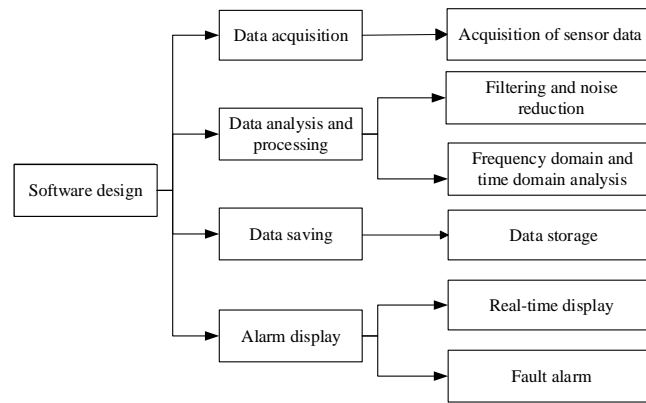 Software design
Data acquisition
Acquisition of sensor data
Data analysis and
processing
Filtering and noise
reduction
Frequency domain and
time domain analysis
Data saving
Data storage
Alarm display
Real-time display
Fault alarm